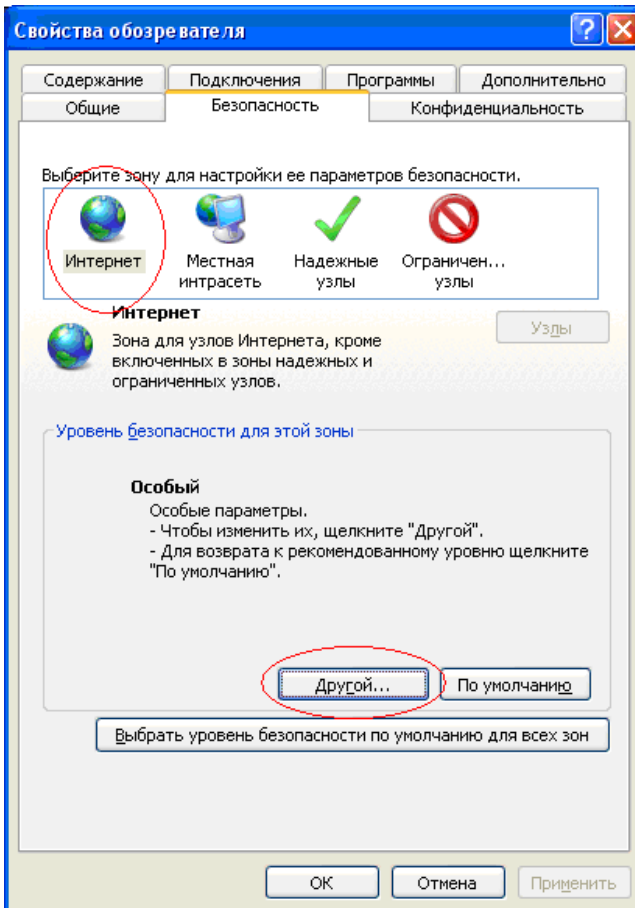 Свойства обозревателя
Содержание Подключения Программы Дополнительно
Общие Безопасность Конфиденциальность
Выберите зону для настройки ее параметров безопасности.
Интернет
Местная
интрасеть
Надежные
узлы
Ограничен...
узлы
Интернет
Узлы
Зона для узлов Интернета, кроме
включенных в зоны надежных и
ограниченных узлов.
Уровень безопасности для этой зоны
Особый
Особые параметры.
- Чтобы изменить их, щелкните "Другой".
- Для возврата к рекомендованному уровню щелкните
"По умолчанию".
Другой... По умолчанию
Выбрать уровень безопасности по умолчанию для всех зон
ОК Отмена Применить